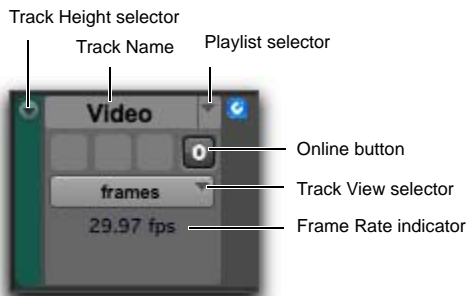 Track Height selector
Track Name
Playlist selector
Video
O
Online button
frames
Track View selector
29.97 fps
Frame Rate indicator